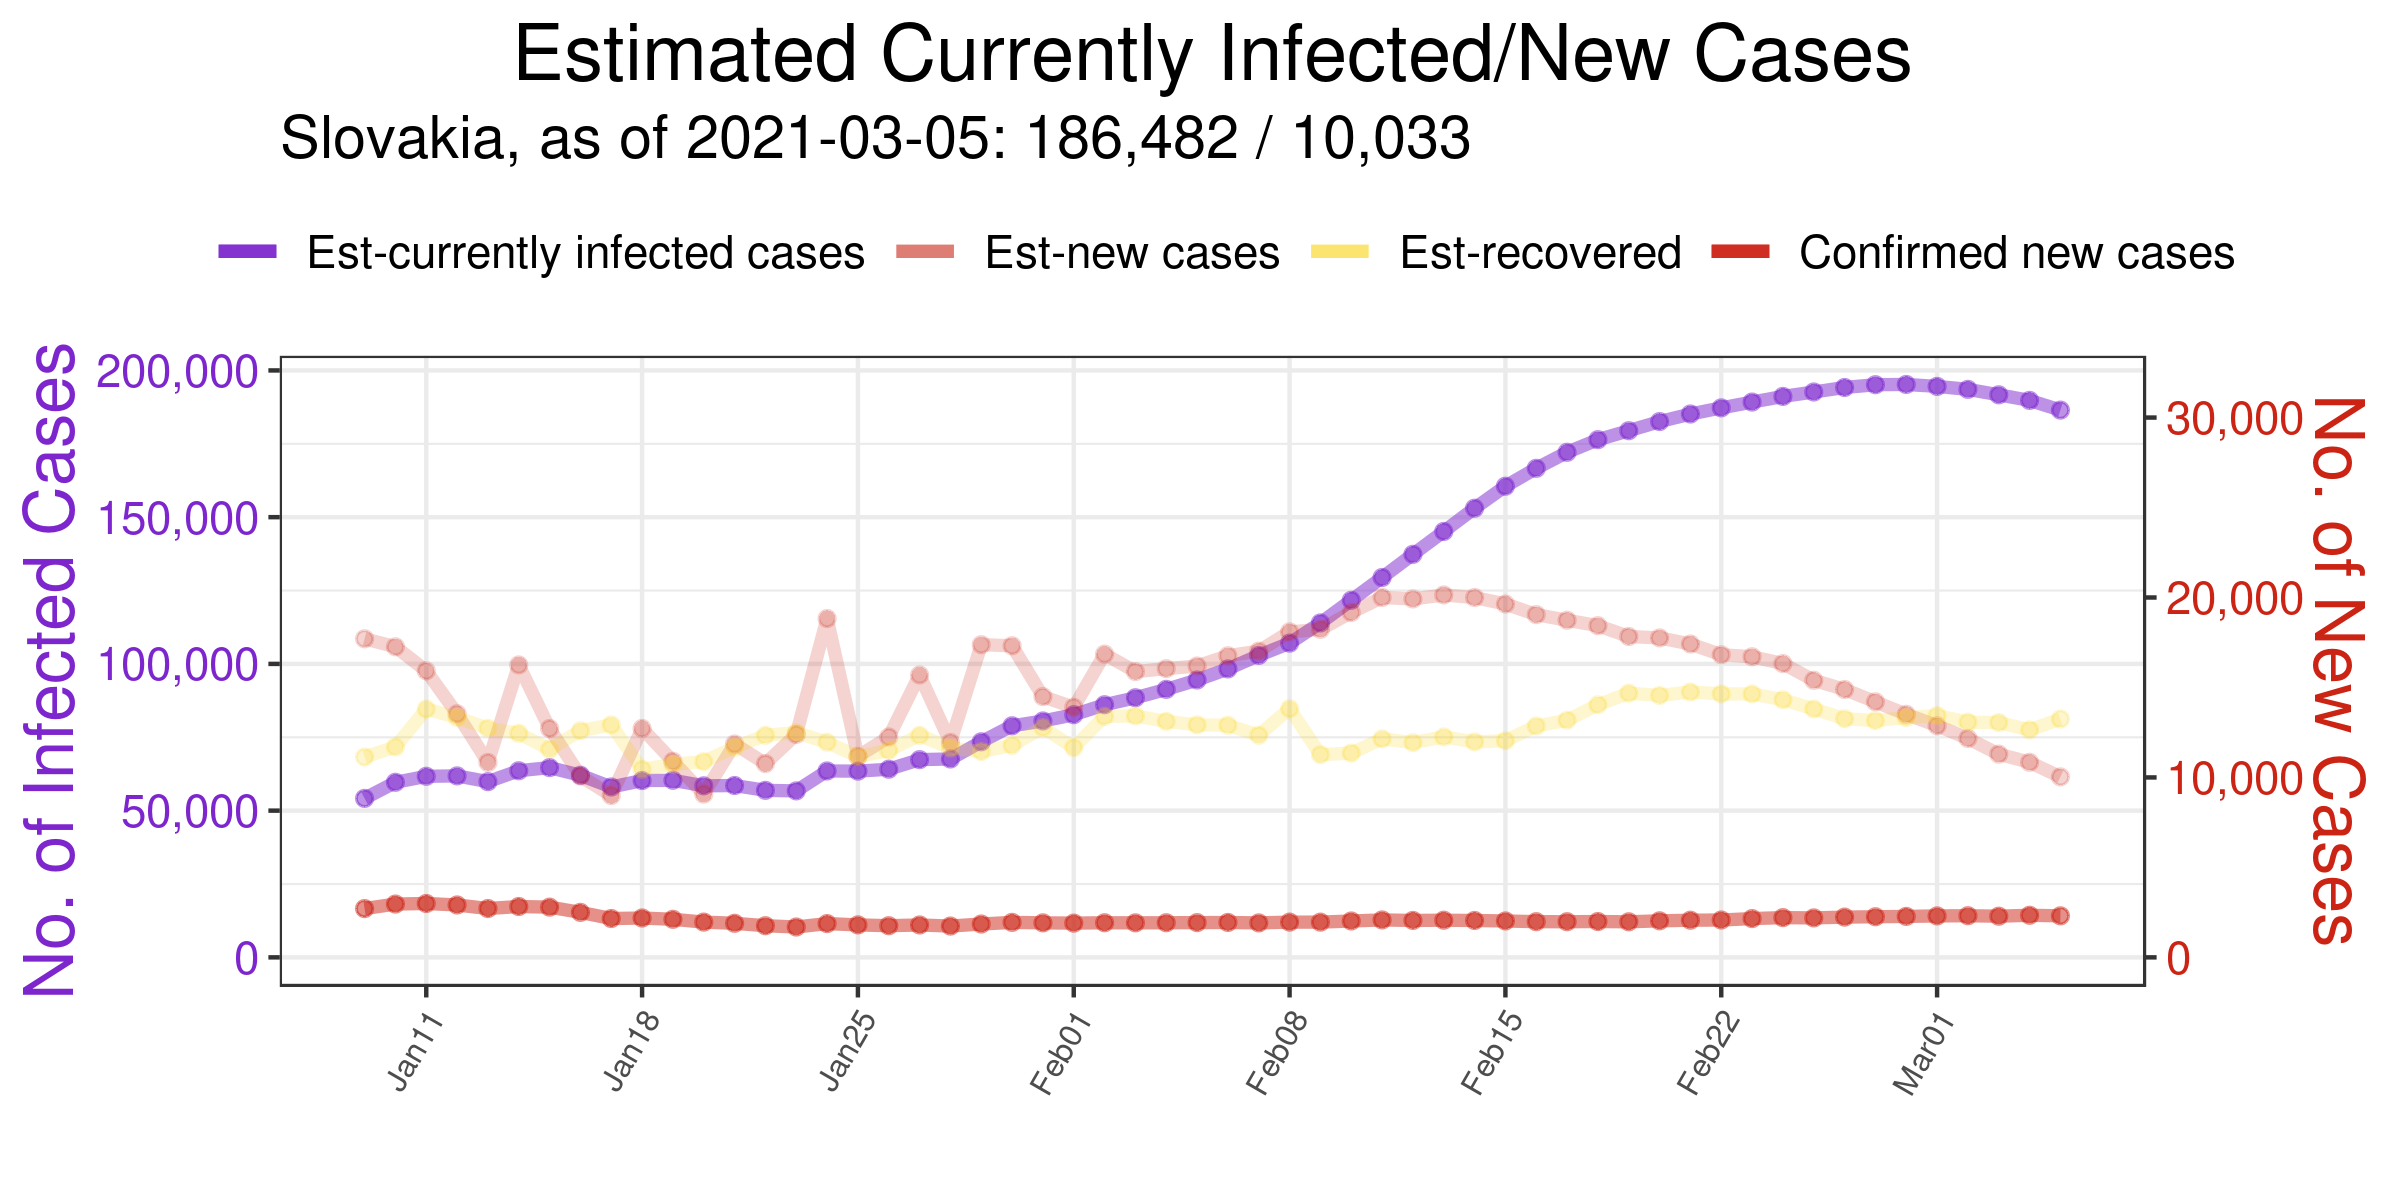 Estimated Currently Infected/New Cases
Slovakia, as of 2021-03-05: 186,482 / 10,033
Est-currently infected cases Est-new cases Est-recovered Confirmed new cases
No. of Infected Cases
200,000
150,000
100,000
50,000
0
30,000
20,000
10,000
0
No. of New Cases
Jan11 Jan18 Jan25 Feb01 Feb08 Feb15 Feb22 Mar01